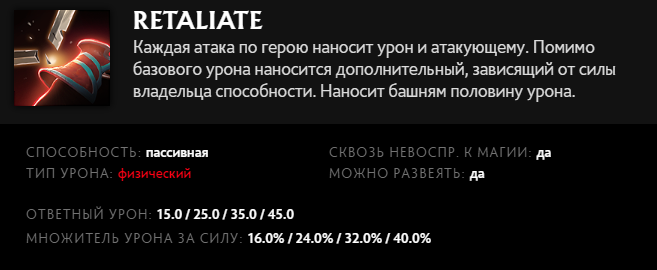 RETALIATE
Каждая атака по герою наносит урон и атакующему. Помимо
базового урона наносится дополнительный, зависящий от силы
владельца способности. Наносит башням половину урона.
СПОСОБНОСТЬ: пассивная
СКВОЗЬ НЕВОСПР. К МАГИИ: да
ТИП УРОНА: физический
МОЖНО РАЗВЕЯТЬ: да
ОТВЕТНЫЙ УРОН: 15.0 / 25.0 / 35.0 / 45.0
МНОЖИТЕЛЬ УРОНА ЗА СИЛУ: 16.0% / 24.0% / 32.0% / 40.0%